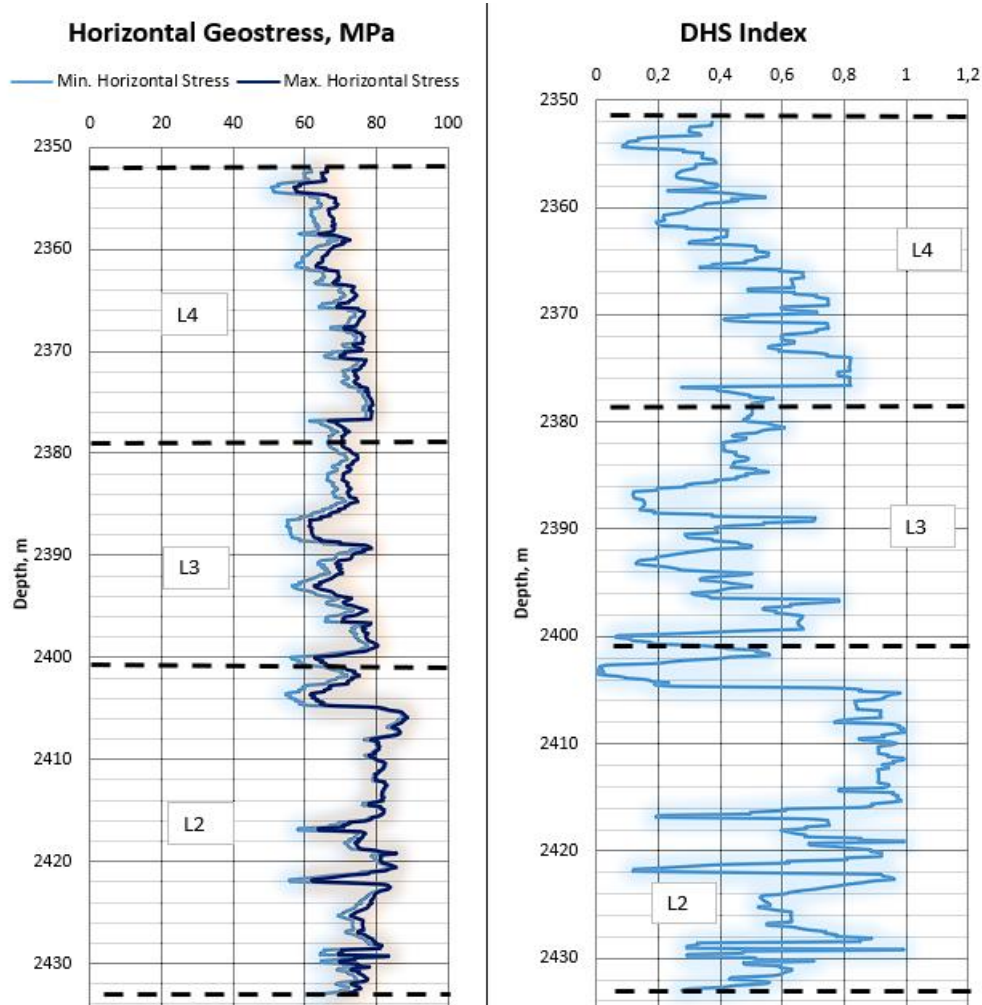 Horizontal Geostress, MPa
Min. Horizontal Stress Max. Horizontal Stress
0 20 40 60 80 100
2350
2360
2370
2380
2390
2400
2410
2420
2430
Depth, m
L4
L3
L2
DHS Index
0 0,2 0,4 0,6 0,8 1 1,2
2350
2360
2370
2380
2390
2400
2410
2420
2430
Depth, m
L4
L3
L2